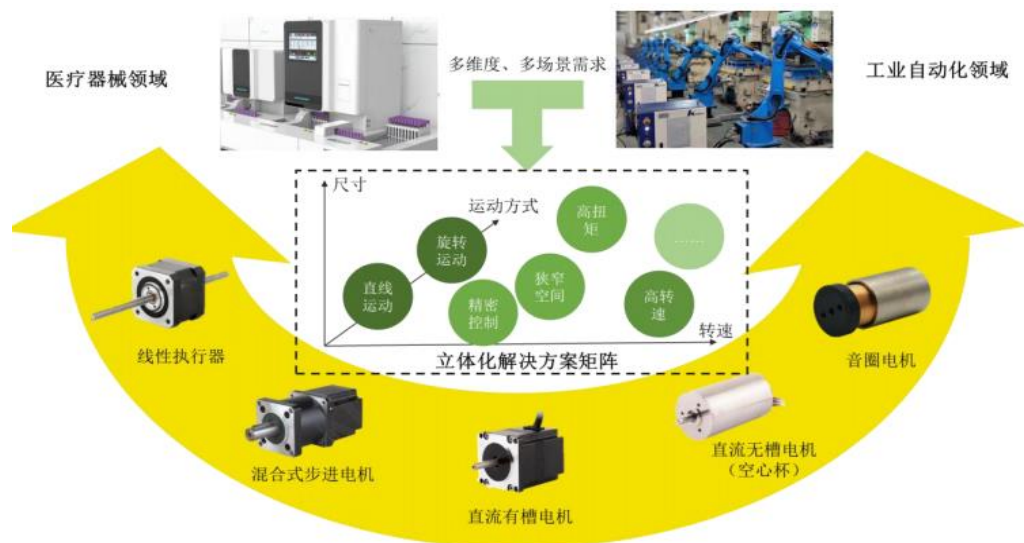 医疗器械领域
多维度、多场景需求
工业自动化领域
尺寸
运动方式
高扭
矩
……
旋转
运动
直线
运动
精密
控制
狭窄
空间
高转
速
转速
立体化解决方案矩阵
线性执行器
混合式步进电机
直流有槽电机
直流无槽电机
（空心杯）
音圈电机